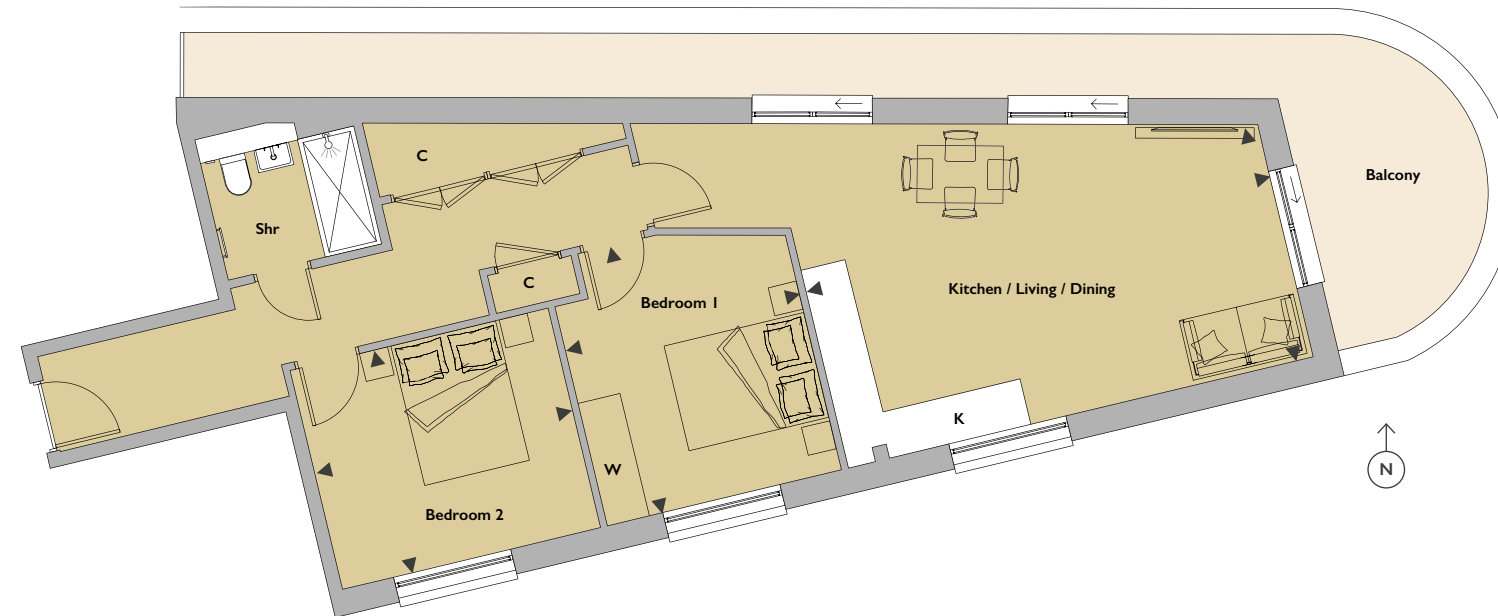 C
Balcony
Shr
C
Bedroom 1
Kitchen / Living / Dining
K
W
N
Bedroom 2